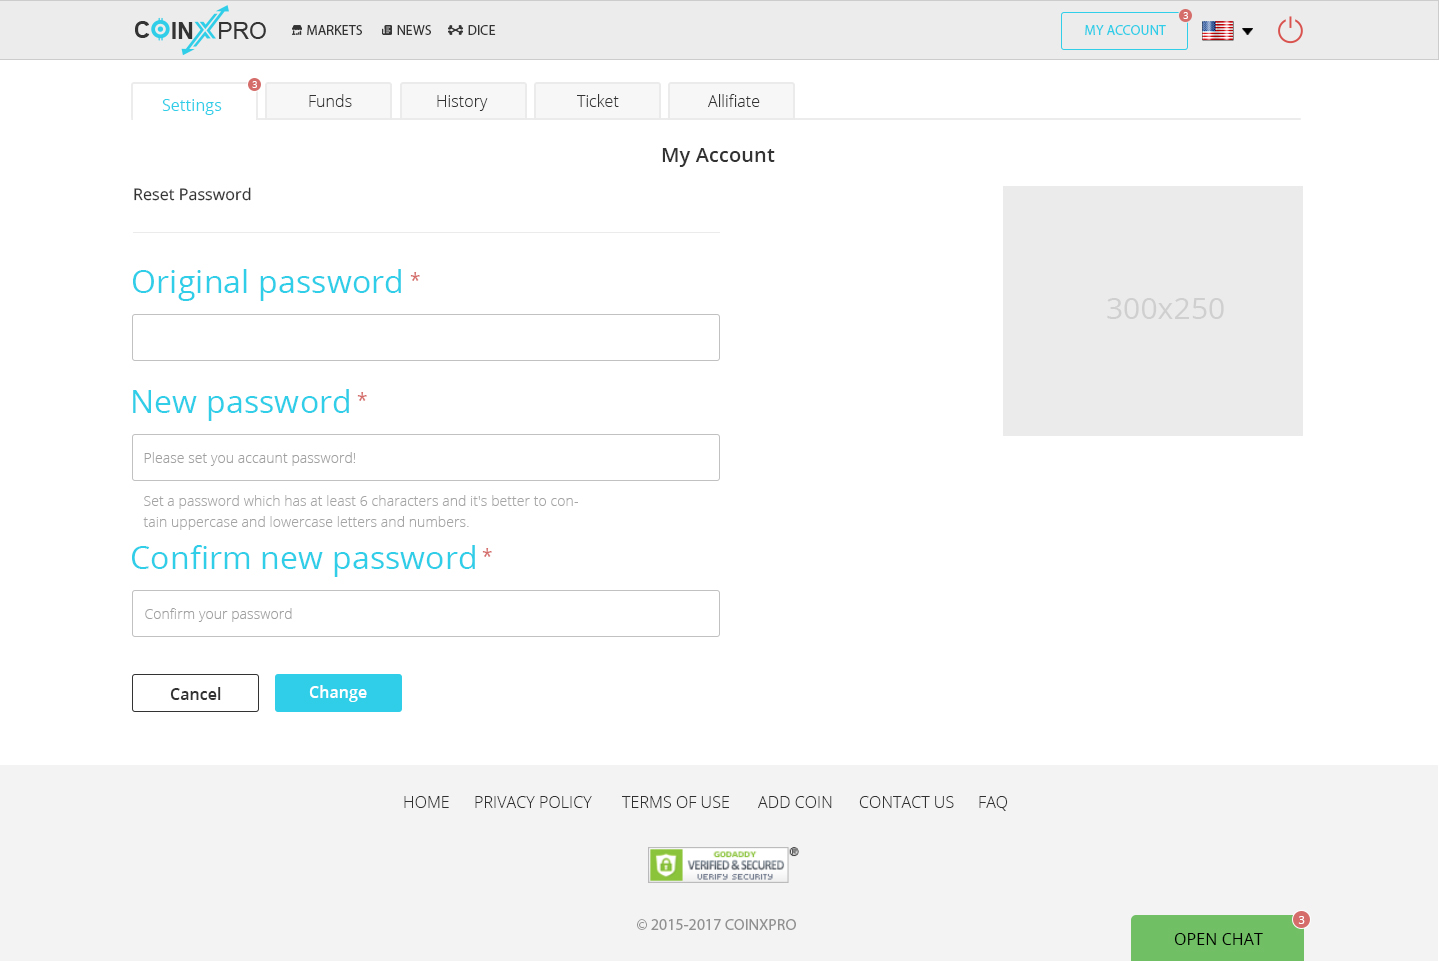 COINXPRO MARKETS NEWS DICE MY ACCOUNT 3
Settings 3 Funds History Ticket Allifiate
My Account
Reset Password
300x250
Original password *
New password *
Please set you accaunt password!
Set a password which has at least 6 characters and it's better to con-
tain uppercase and lowercase letters and numbers.
Confirm new password *
Confirm your password
Cancel Change
HOME PRIVACY POLICY TERMS OF USE ADD COIN CONTACT US FAQ
GODADDY
VERIFIED & SECURED
VERIFY SECURITY
®
© 2015-2017 COINXPRO
OPEN CHAT 3